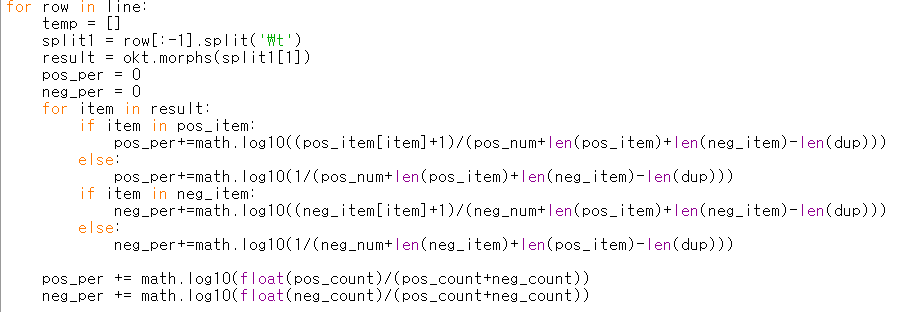 for row in line:
    temp = []
    split1 = row[:-1].split('₩t')
    result = okt.morphs(split1[1])
    pos_per = 0
    neg_per = 0
    for item in result:
        if item in pos_item:
            pos_per+=math.log10((pos_item[item]+1)/(pos_num+len(pos_item)+len(neg_item)-len(dup)))
        else:
            pos_per+=math.log10(1/(pos_num+len(pos_item)+len(neg_item)-len(dup)))
        if item in neg_item:
            neg_per+=math.log10((neg_item[item]+1)/(neg_num+len(pos_item)+len(neg_item)-len(dup)))
        else:
            neg_per+=math.log10(1/(neg_num+len(neg_item)+len(pos_item)-len(dup)))

    pos_per += math.log10(float(pos_count)/(pos_count+neg_count))
    neg_per += math.log10(float(neg_count)/(pos_count+neg_count))